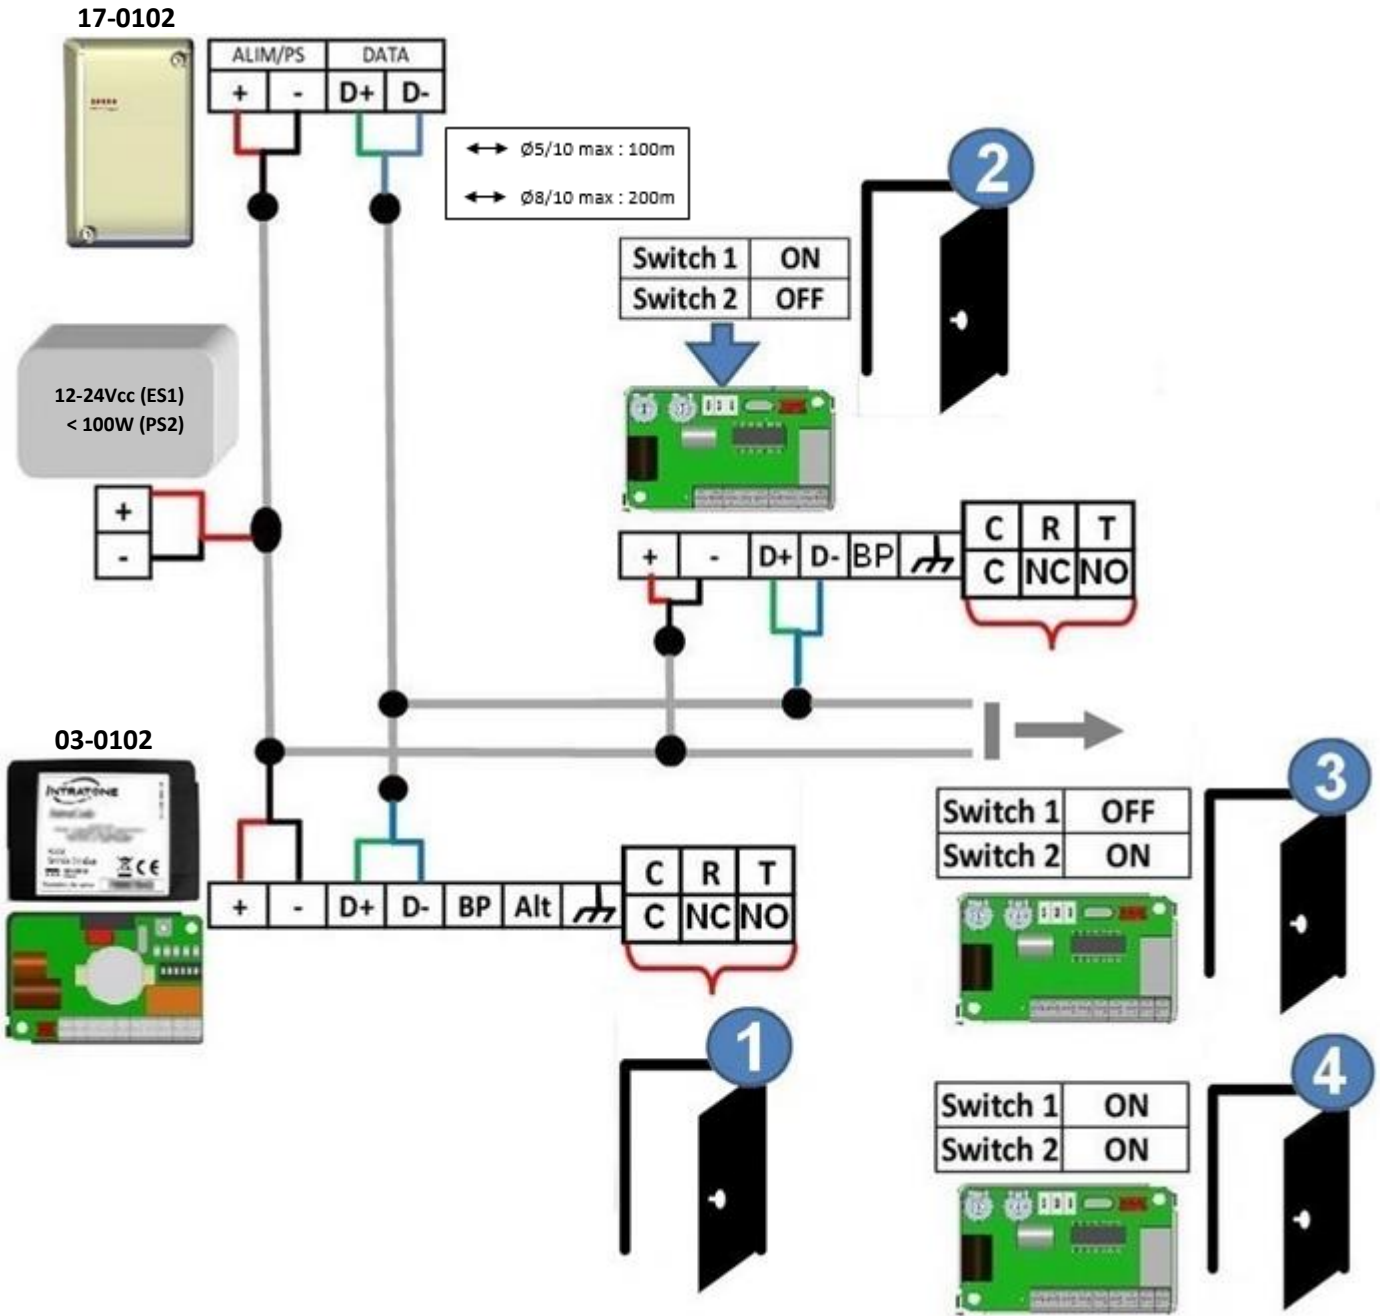 17-0102
ALIM/PS DATA
+ - D+ D-
Ø5/10 max : 100m
Ø8/10 max : 200m
2
Switch 1 ON
Switch 2 OFF
12-24Vcc (ES1)
< 100W (PS2)
+
-
C R T
+ - D+ D- BP C NC NO
03-0102
INTRATONE
CE
C R T
+ - D+ D- BP Alt C NC NO
3
Switch 1 OFF
Switch 2 ON
1
4
Switch 1 ON
Switch 2 ON